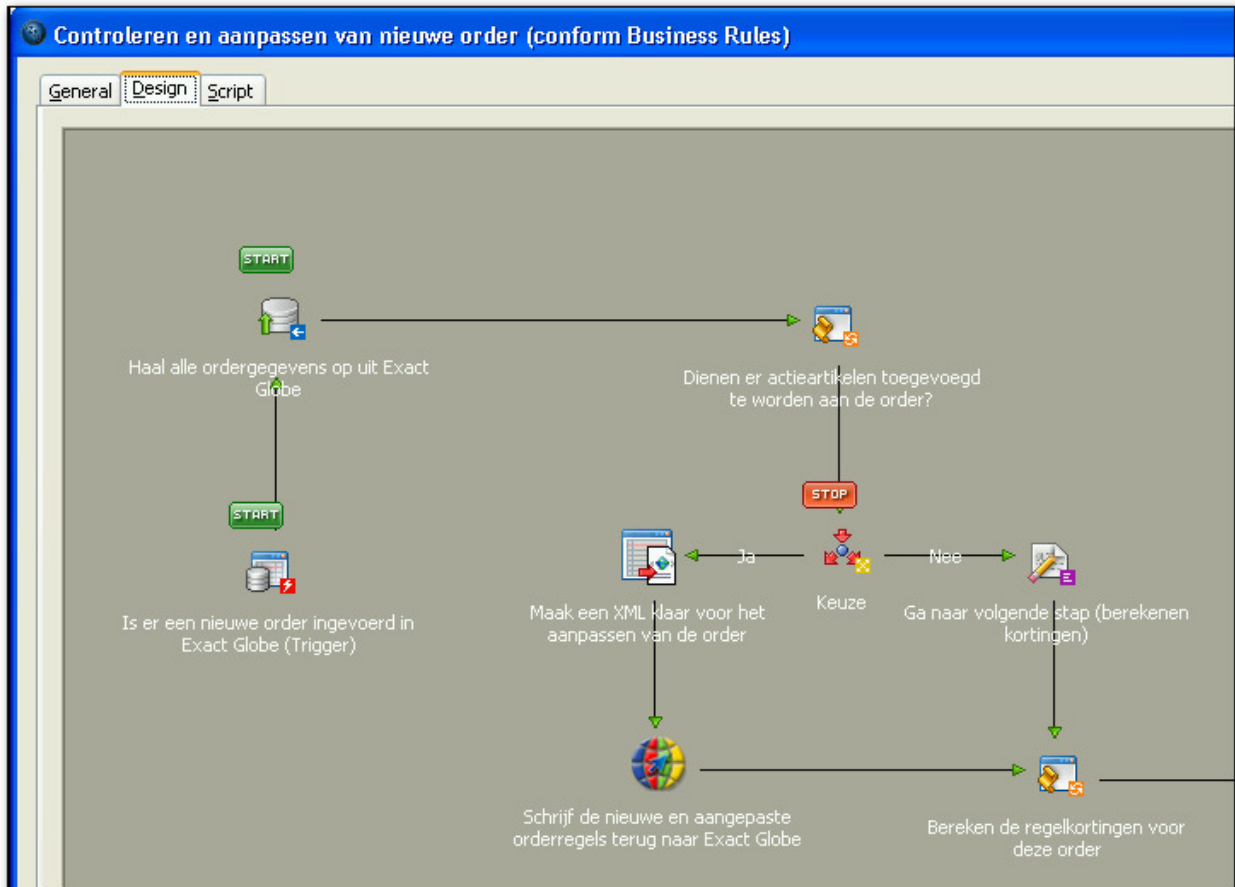 Controleren en aanpassen van nieuwe order (conform Business Rules)
General Design Script
START
Haal alle ordergegevens op uit Exact
Globe
Dienen er actieartikelen toegevoegd
te worden aan de order?
START
Is er een nieuwe order ingevoerd in
Exact Globe (Trigger)
STOP
Ja
Nee
Keuze
Maak een XML klaar voor het
aanpassen van de order
Ga naar volgende stap (berekenen
kortingen)
Schrijf de nieuwe en aangepaste
orderregels terug naar Exact Globe
Bereken de regelkortingen voor
deze order